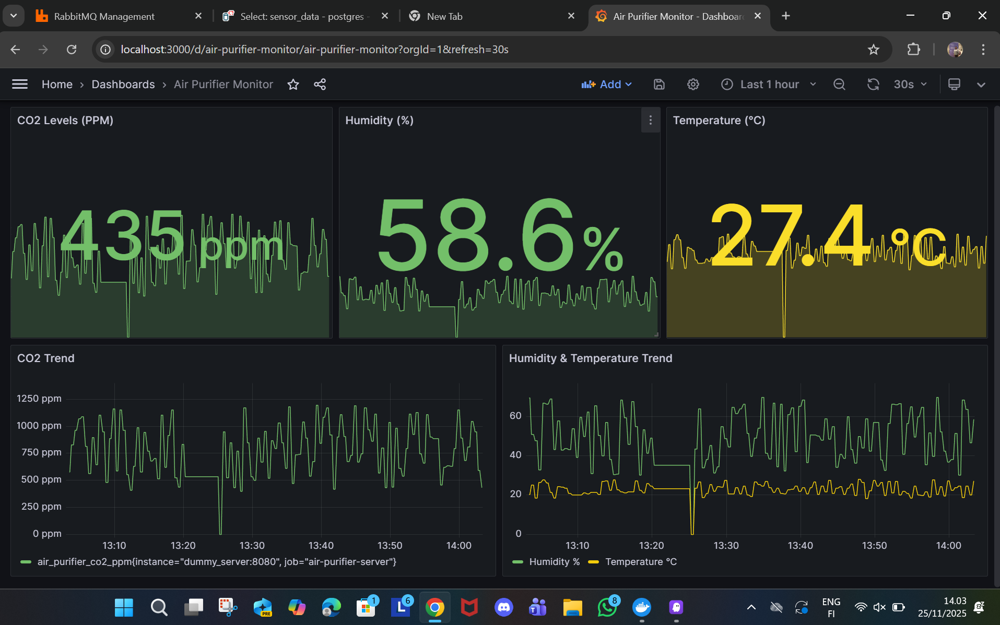 RabbitMQ Management
Select: sensor_data - postgres -
New Tab
Air Purifier Monitor - Dashboar
localhost:3000/d/air-purifier-monitor/air-purifier-monitor?orgId=1&refresh=30s
Home › Dashboards › Air Purifier Monitor
Add
Last 1 hour
30s
CO2 Levels (PPM)
435 ppm
Humidity (%)
58.6%
Temperature (°C)
27.4 °C
CO2 Trend
1250 ppm
1000 ppm
750 ppm
500 ppm
250 ppm
0 ppm
13:10 13:20 13:30 13:40 13:50 14:00
air_purifier_co2_ppm{instance="dummy_server:8080", job="air-purifier-server"}
Humidity & Temperature Trend
60
40
20
0
13:10 13:20 13:30 13:40 13:50 14:00
Humidity % Temperature °C
PRE
1
L
6
T
8
ENG
FI
14.03
25/11/2025